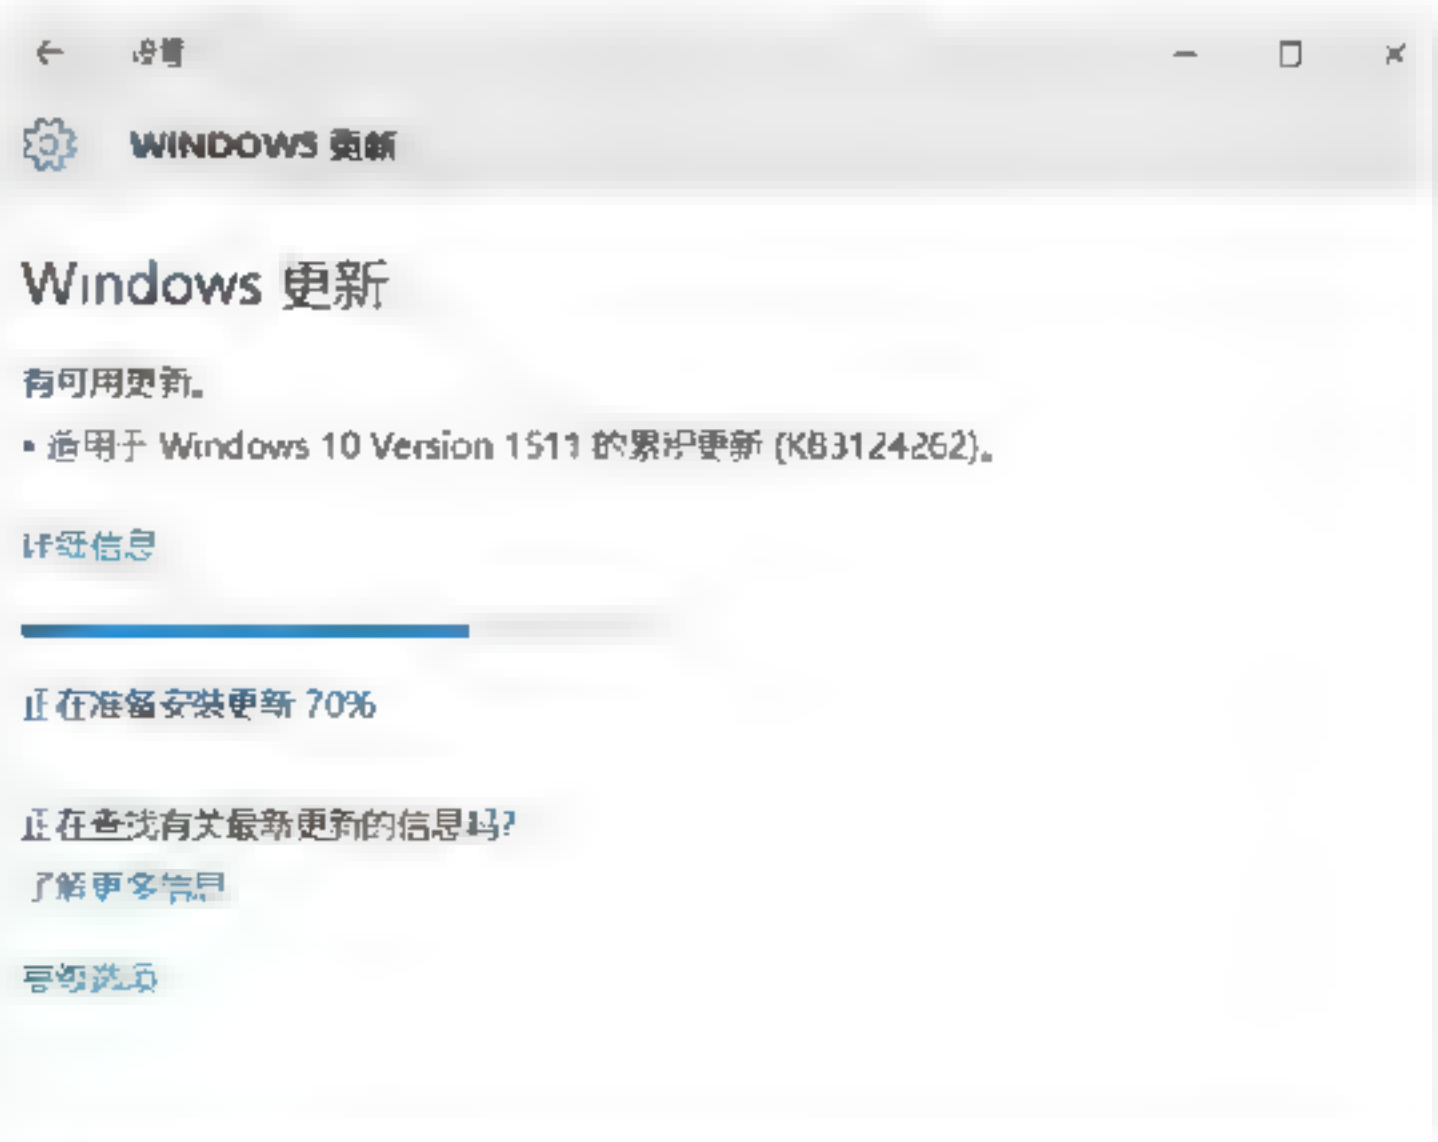 设置
WINDOWS 更新
Windows 更新
有可用更新。
• 适用于 Windows 10 Version 1511 的累积更新 (KB3124262)。
详细信息
正在准备安装更新 70%
正在查找有关最新更新的信息吗?
了解更多信息
高级选项